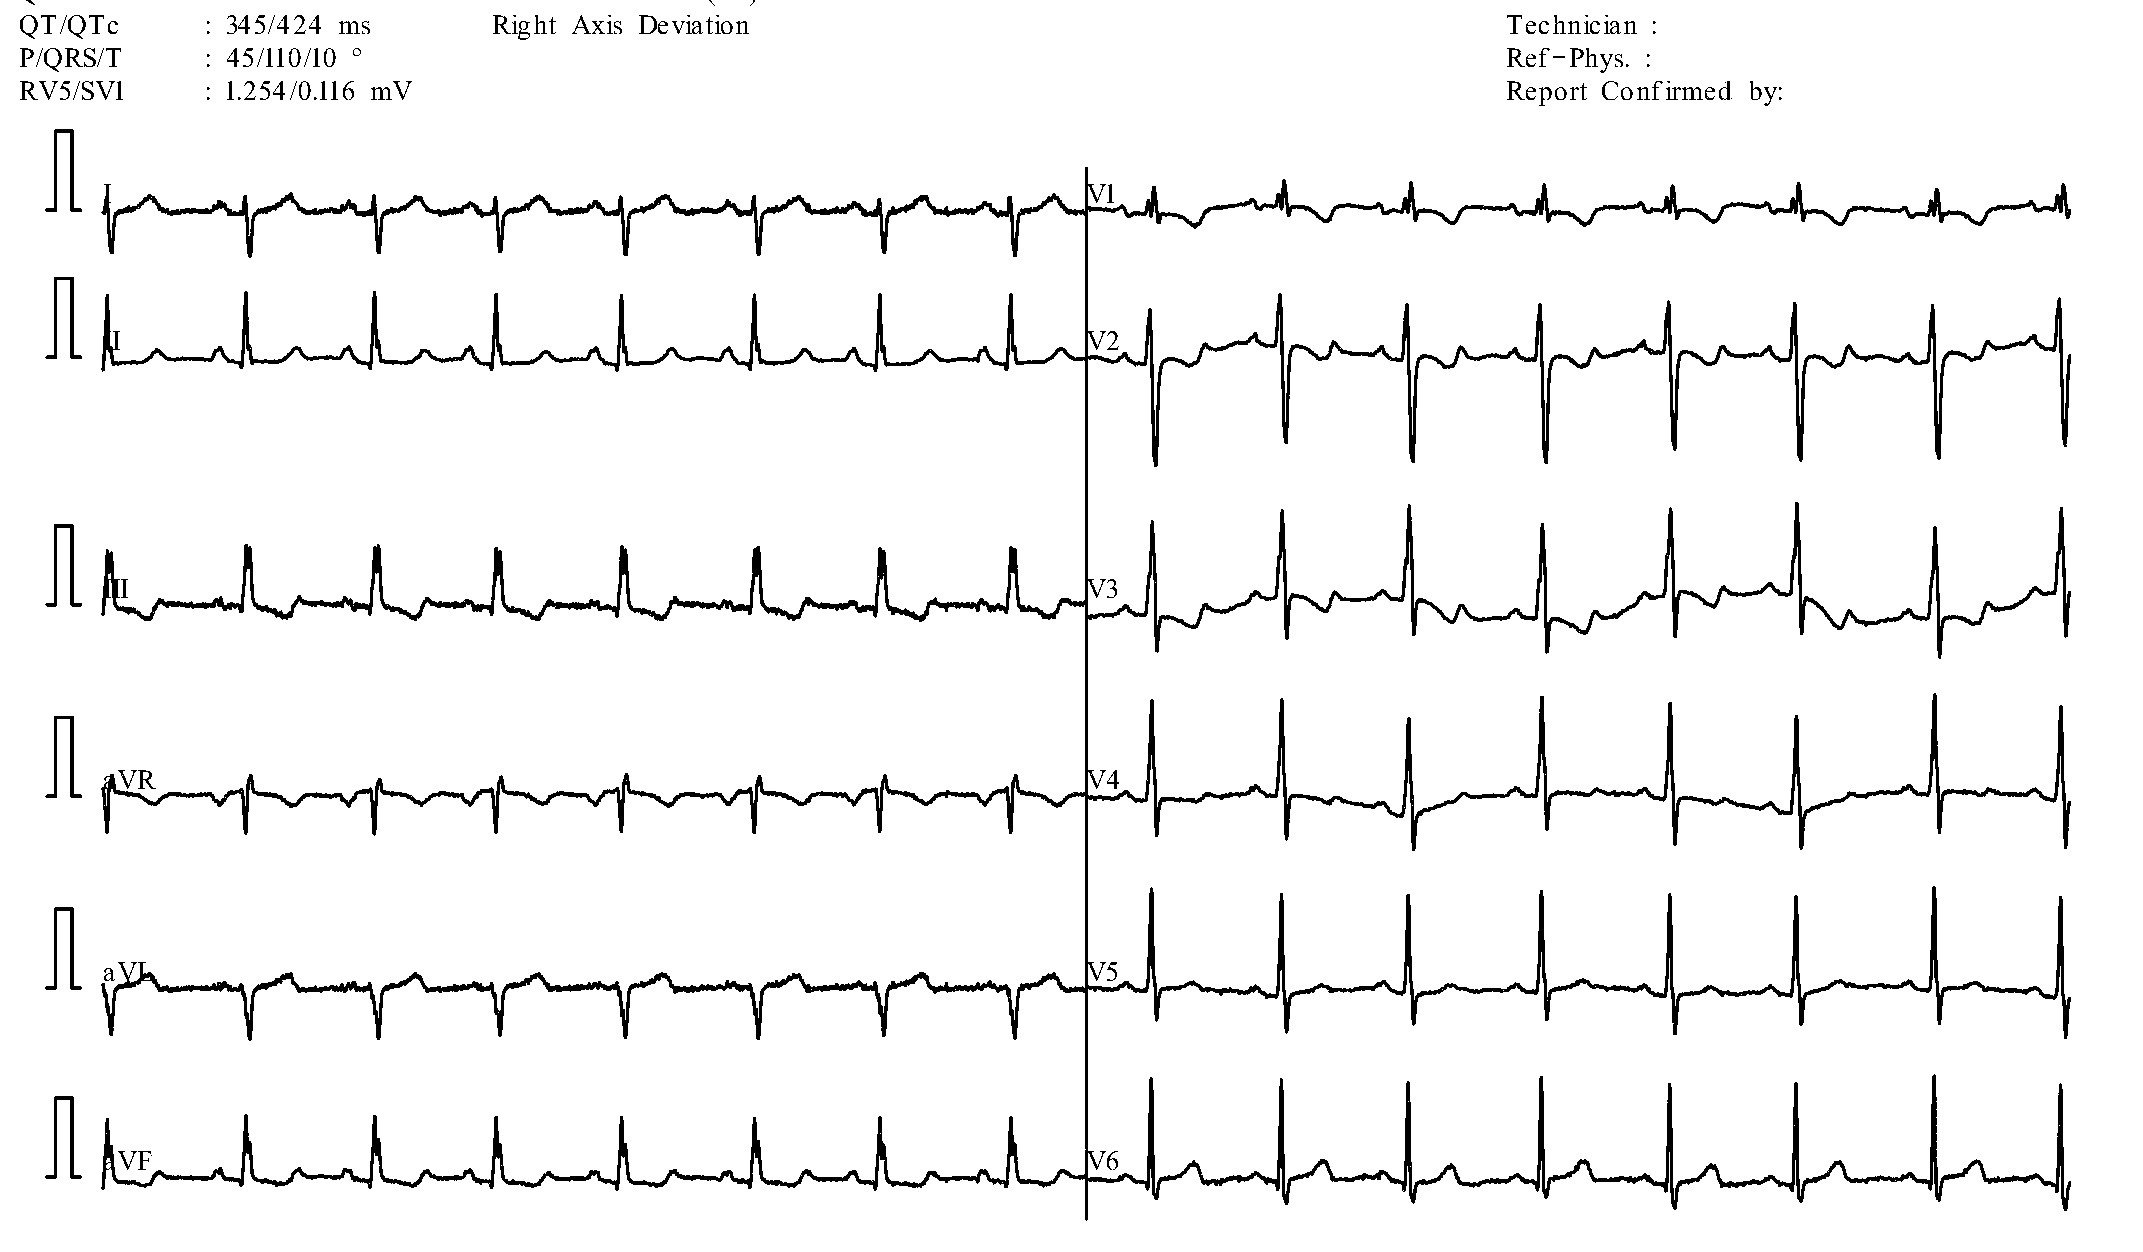 QT/QTc : 345/424 ms Right Axis Deviation Technician :
P/QRS/T : 45/110/10 ° Ref-Phys. :
RV5/SV1 : 1.254/0.116 mV Report Confirmed by:
I V1
II V2
III V3
aVR V4
aVL V5
aVF V6